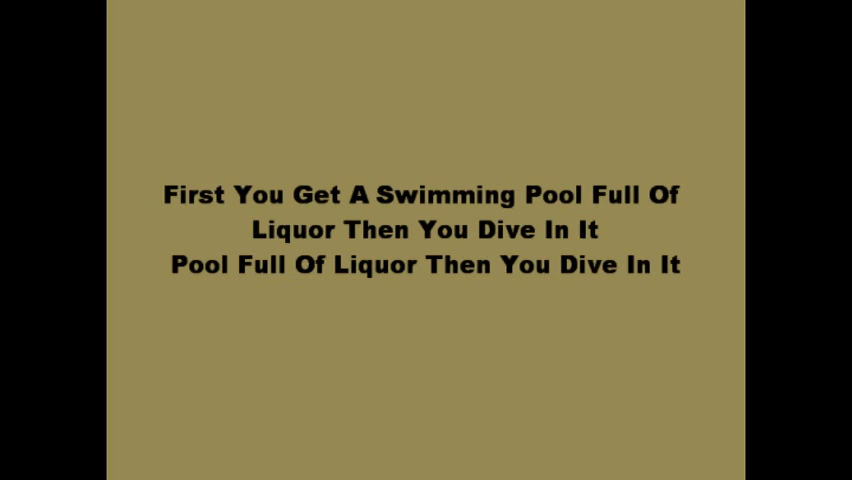 First You Get A Swimming Pool Full Of
Liquor Then You Dive In It
Pool Full Of Liquor Then You Dive In It